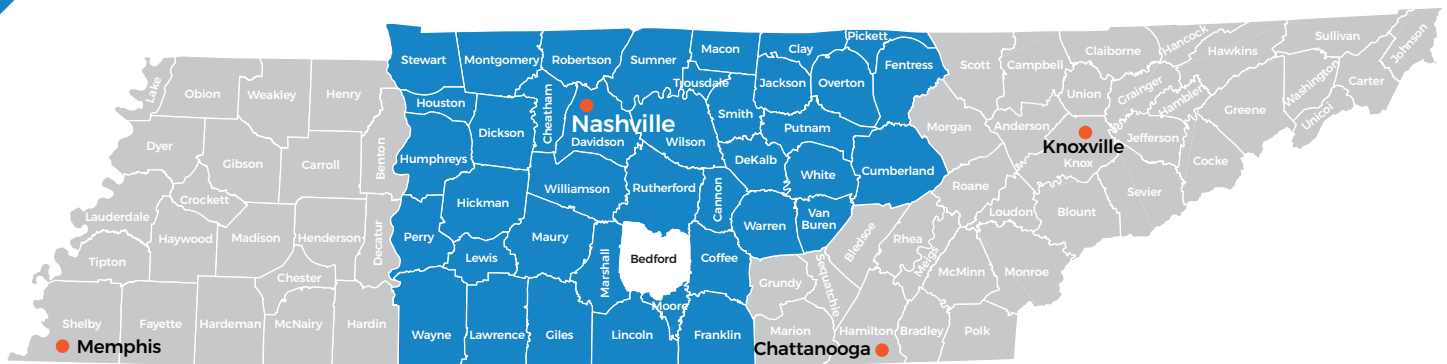 Lake
Obion
Weakley
Henry
Dyer
Gibson
Carroll
Benton
Crockett
Lauderdale
Haywood
Madison
Henderson
Decatur
Tipton
Chester
Shelby
Fayette
Hardeman
McNairy
Hardin
Memphis
Stewart
Montgomery
Robertson
Sumner
Macon
Clay
Pickett
Fentress
Trousdale
Jackson
Overton
Houston
Cheatham
Dickson
Nashville
Davidson
Wilson
Smith
Putnam
Humphreys
DeKalb
White
Cumberland
Williamson
Rutherford
Cannon
Hickman
Warren
Van
Buren
Perry
Maury
Lewis
Marshall
Bedford
Coffee
Moore
Wayne
Lawrence
Giles
Lincoln
Franklin
Scott
Campbell
Claiborne
Hancock
Hawkins
Sullivan
Johnson
Union
Grainger
Hamblen
Washington
Carter
Greene
Unicoi
Morgan
Anderson
Knoxville
Knox
Jefferson
Cocke
Roane
Sevier
Loudon
Blount
Bledsoe
Rhea
Meigs
McMinn
Monroe
Sequatchie
Grundy
Marion
Hamilton
Bradley
Polk
Chattanooga